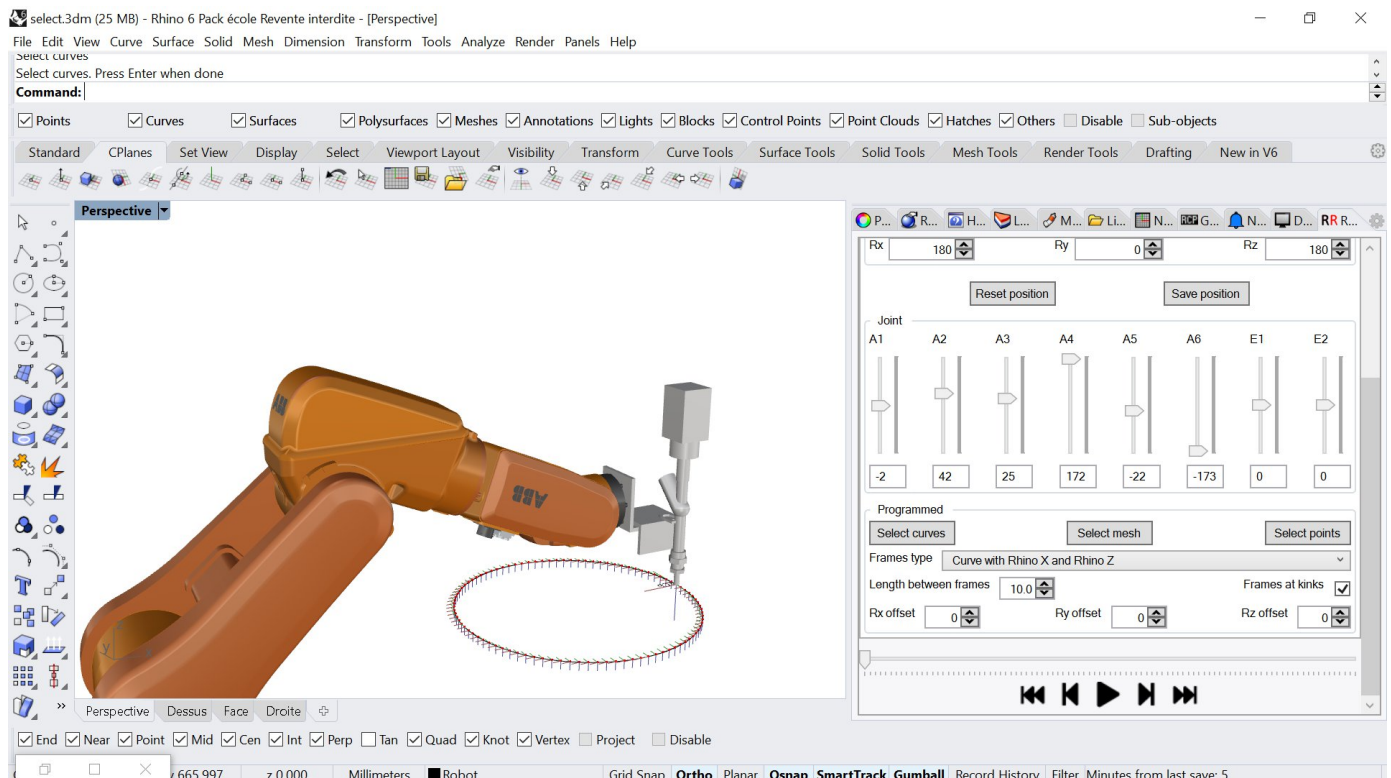 select.3dm (25 MB) - Rhino 6 Pack école Revente interdite - [Perspective]
File Edit View Curve Surface Solid Mesh Dimension Transform Tools Analyze Render Panels Help
Select curves
Select curves. Press Enter when done
Command:
Points Curves Surfaces Polysurfaces Meshes Annotations Lights Blocks Control Points Point Clouds Hatches Others Disable Sub-objects
Standard CPlanes Set View Display Select Viewport Layout Visibility Transform Curve Tools Surface Tools Solid Tools Mesh Tools Render Tools Drafting New in V6
Perspective
P... R... H... L... M... Li... N... RCP G... N... D... RR R...
Rx 180 Ry 0 Rz 180
Reset position Save position
Joint
A1 A2 A3 A4 A5 A6 E1 E2
-2 42 25 172 -22 -173 0 0
Programmed
Select curves Select mesh Select points
Frames type Curve with Rhino X and Rhino Z
Length between frames 10.0 Frames at kinks
Rx offset 0 Ry offset 0 Rz offset 0
ABB
y
Perspective Dessus Face Droite
End Near Point Mid Cen Int Perp Tan Quad Knot Vertex Project Disable
665.997 z 0.000 Millimeters Robot Grid Snap Ortho Planar Osnap SmartTrack Gumball Record History Filter Minutes from last save: 5